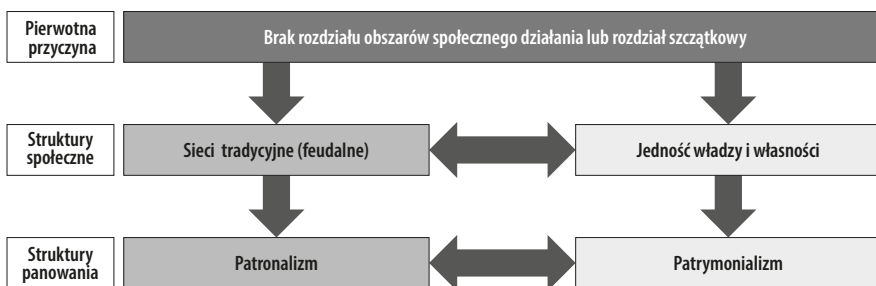 Pierwotna
przyczyna
Brak rozdziału obszarów społecznego działania lub rozdział szczątkowy
Struktury
społeczne
Sieci tradycyjne (feudalne)
Jedność władzy i własności
Struktury
panowania
Patronalizm
Patrymonializm